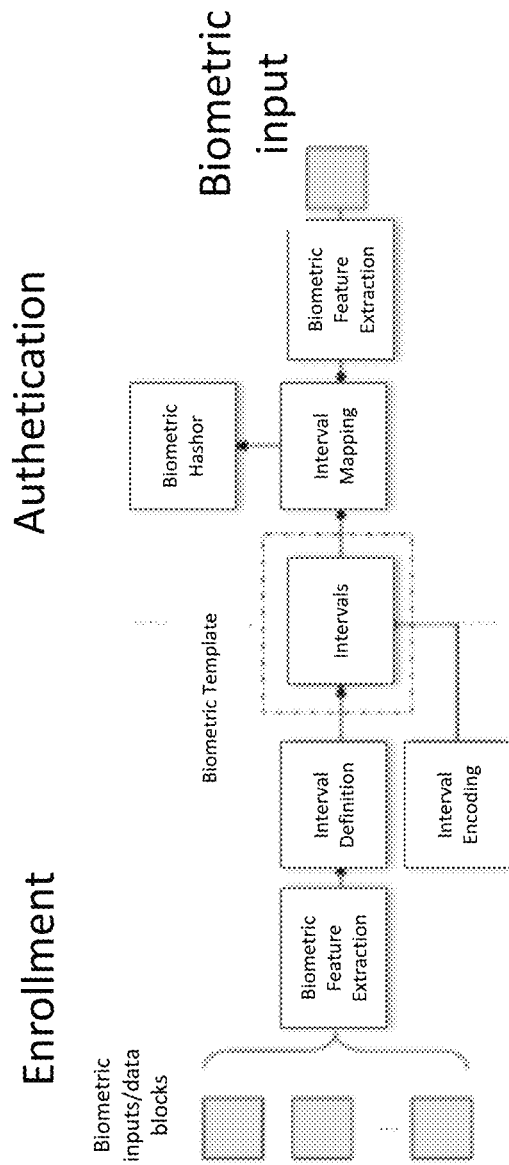 Enrollment
Authetication
Biometric
inputs/data
blocks
Biometric
Feature
Extraction
Interval
Definition
Interval
Encoding
Biometric Template
Intervals
Biometric
Hashor
Interval
Mapping
Biometric
Feature
Extraction
Biometric
input